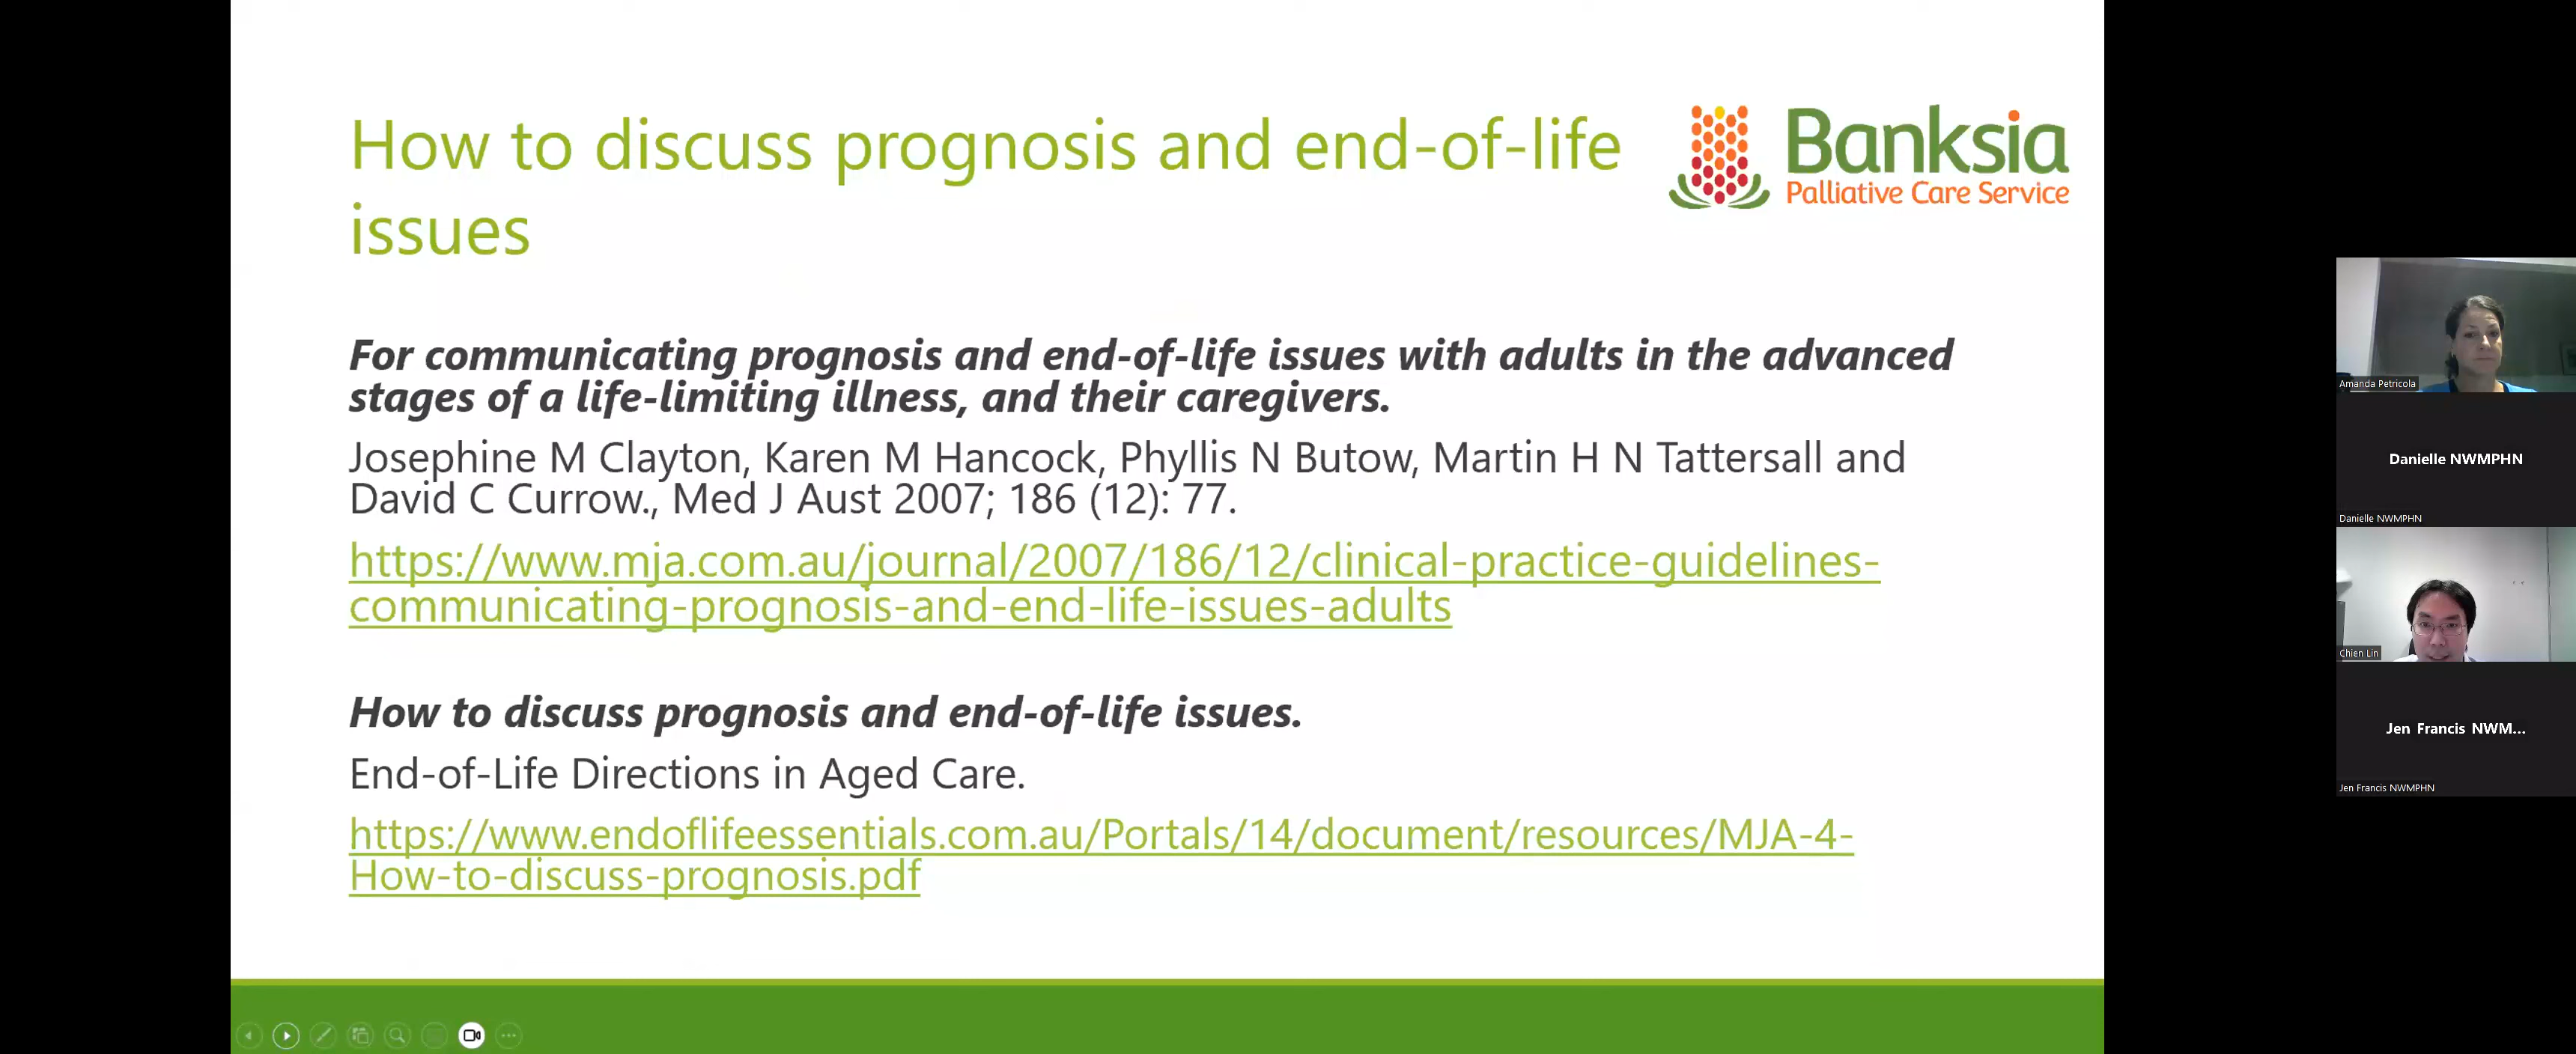 How to discuss prognosis and end-of-life
issues
Banksia
Palliative Care Service
For communicating prognosis and end-of-life issues with adults in the advanced
stages of a life-limiting illness, and their caregivers.
Josephine M Clayton, Karen M Hancock, Phyllis N Butow, Martin H N Tattersall and
David C Currow., Med J Aust 2007; 186 (12): 77.
https://www.mja.com.au/journal/2007/186/12/clinical-practice-guidelines-
communicating-prognosis-and-end-life-issues-adults
How to discuss prognosis and end-of-life issues.
End-of-Life Directions in Aged Care.
https://www.endoflifeessentials.com.au/Portals/14/document/resources/MJA-4-
How-to-discuss-prognosis.pdf
Amanda Petricola
Danielle NWMPHN
Danielle NWMPHN
Chien Lin
Jen Francis NWM...
Jen Francis NWMPHN